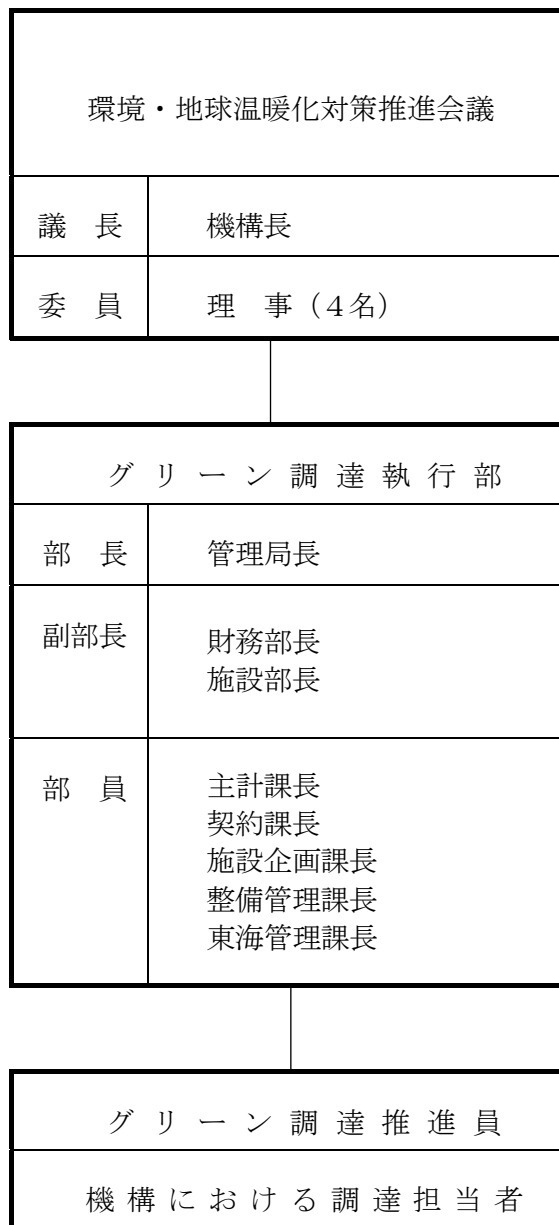 環境・地球温暖化対策推進会議
議　長　機構長
委　員　理　事（４名）
グリーン調達執行部
部　長　管理局長
副部長　財務部長
施設部長
部　員　主計課長
契約課長
施設企画課長
整備管理課長
東海管理課長
グリーン調達推進員
機構における調達担当者